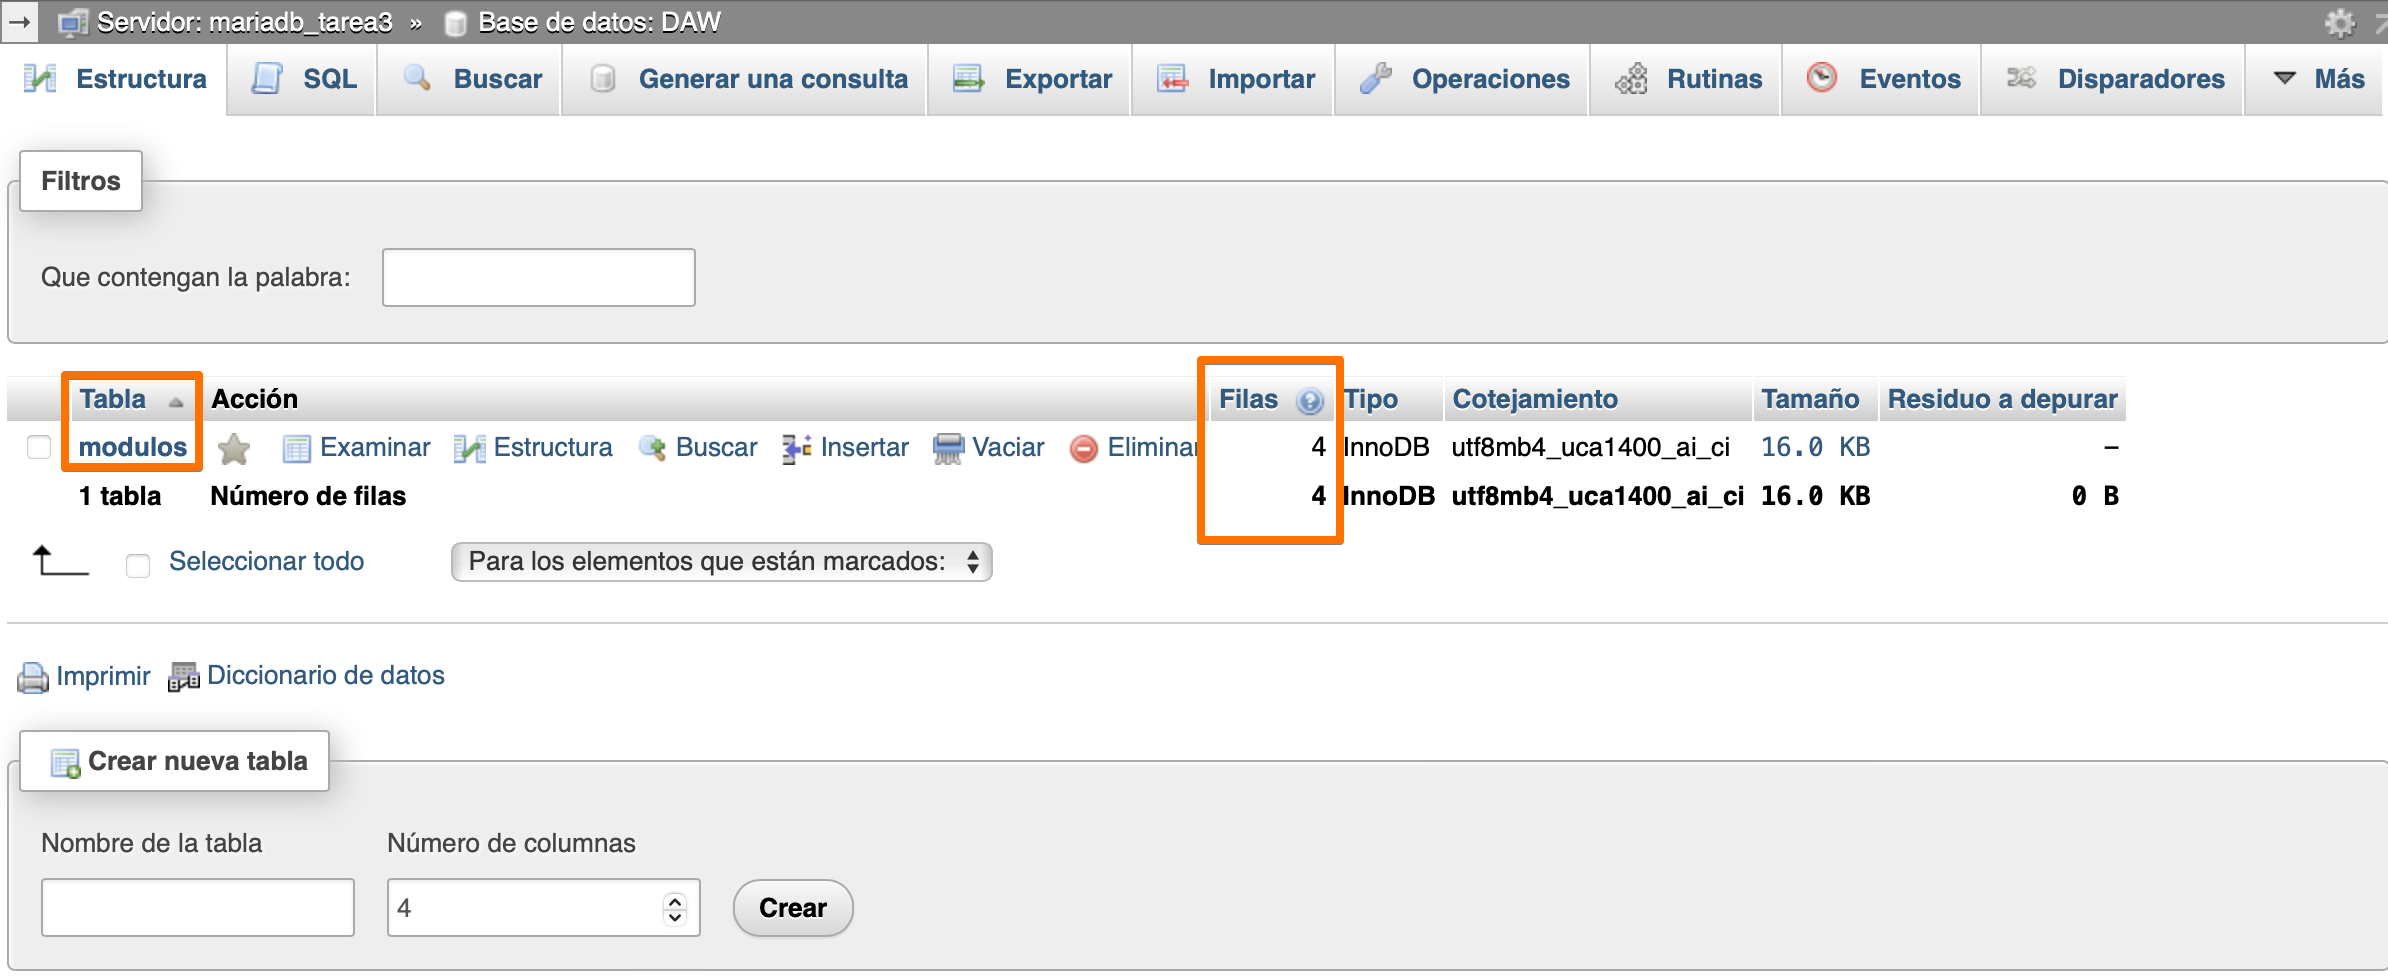 Servidor: mariadb_tarea3 » Base de datos: DAW
Estructura SQL Buscar Generar una consulta Exportar Importar Operaciones Rutinas Eventos Disparadores Más
Filtros
Que contengan la palabra:
Tabla Acción Filas Tipo Cotejamiento Tamaño Residuo a depurar
modulos Examinar Estructura Buscar Insertar Vaciar Eliminar 4 InnoDB utf8mb4_uca1400_ai_ci 16.0 KB –
1 tabla Número de filas 4 InnoDB utf8mb4_uca1400_ai_ci 16.0 KB 0 B
Seleccionar todo Para los elementos que están marcados:
Imprimir Diccionario de datos
Crear nueva tabla
Nombre de la tabla Número de columnas
4 Crear